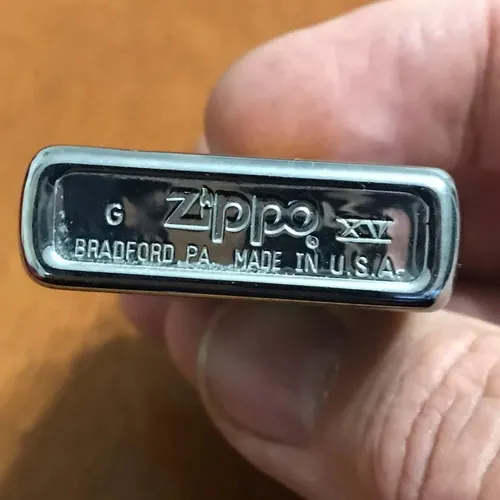 G Zippo ® XV
BRADFORD, PA. MADE IN U.S.A.